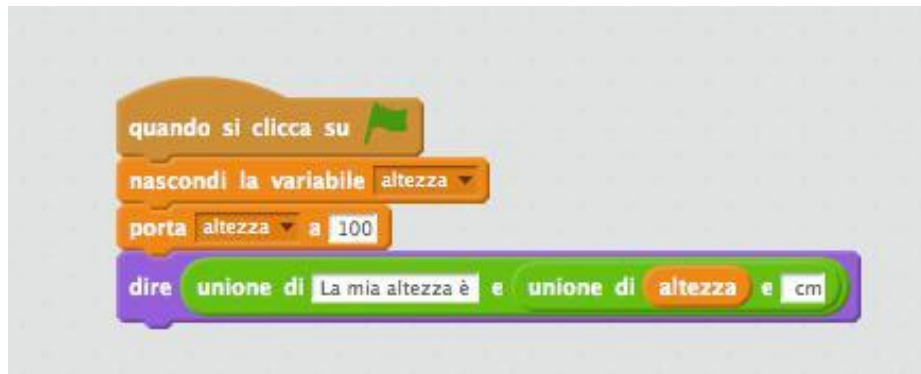 quando si clicca su
nascondi la variabile altezza
porta altezza a 100
dire unione di La mia altezza è e unione di altezza e cm